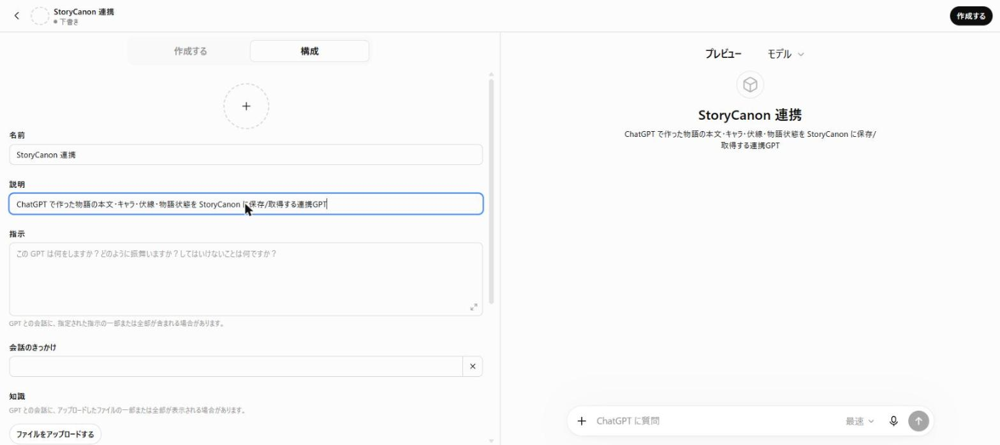 StoryCanon 連携
下書き
作成する
作成する
構成
プレビュー
モデル
StoryCanon 連携
ChatGPT で作った物語の本文・キャラ・伏線・物語状態を StoryCanon に保存/
取得する連携GPT
名前
StoryCanon 連携
説明
ChatGPT で作った物語の本文・キャラ・伏線・物語状態を StoryCanon に保存/取得する連携GPT
指示
この GPT は何をしますか？どのように振舞いますか？してはいけないことは何ですか？
GPT との会話に、指定された指示の一部または全部が含まれる場合があります。
会話のきっかけ
知識
GPT との会話に、アップロードしたファイルの一部または全部が表示される場合があります。
ファイルをアップロードする
ChatGPT に質問
最速